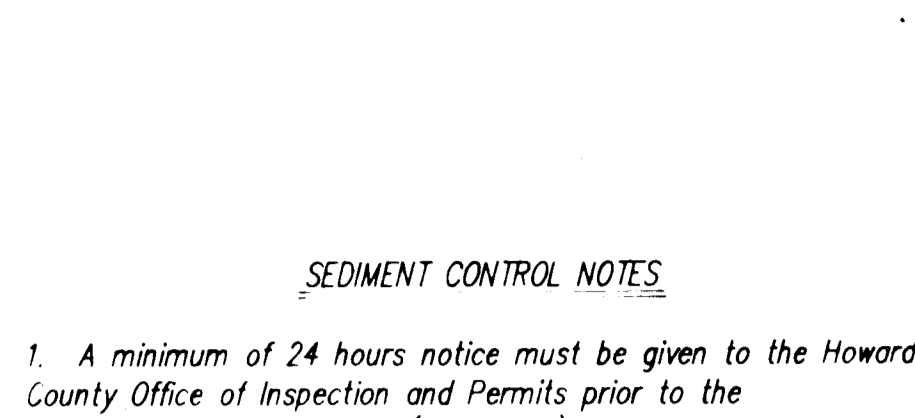 SEDIMENT CONTROL NOTES
1. A minimum of 24 hours notice must be given to the Howard
County Office of Inspection and Permits prior to the